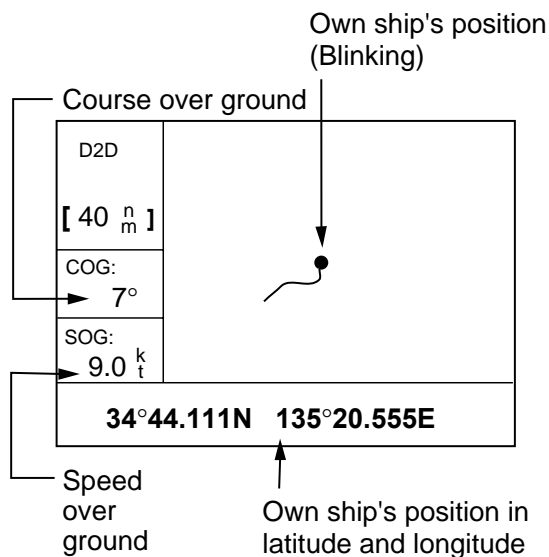 Own ship's position
(Blinking)
Course over ground
D2D
[ 40 nm ]
COG:
7°
SOG:
9.0 kt
34°44.111N 135°20.555E
Speed
over
ground
Own ship's position in
latitude and longitude